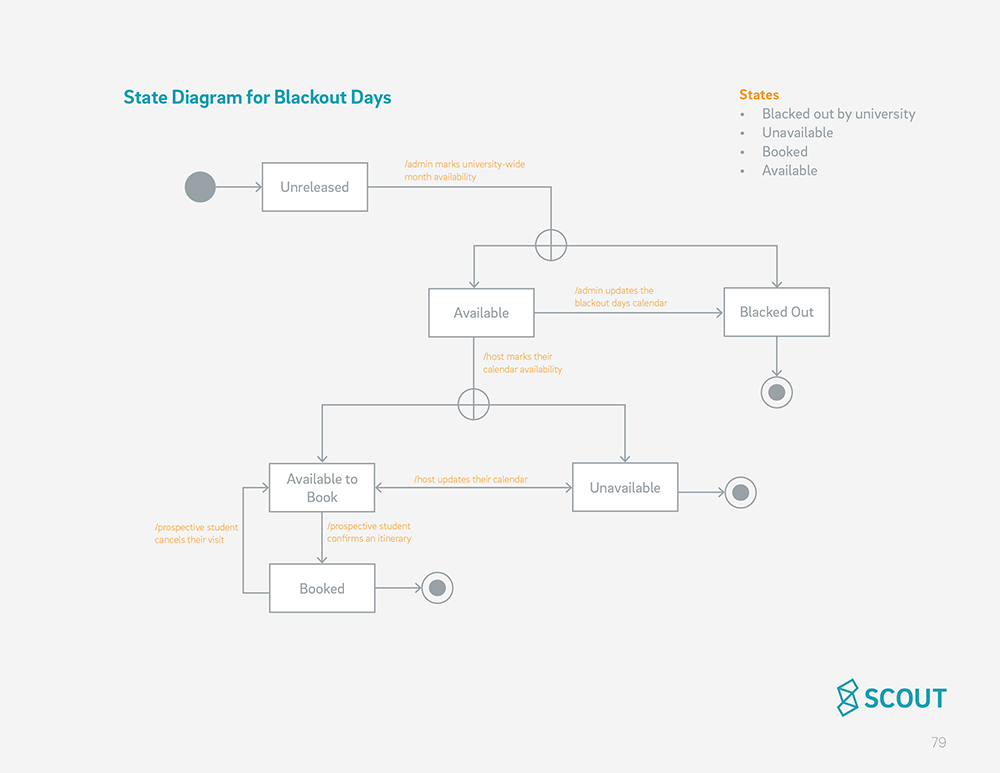 State Diagram for Blackout Days
States
• Blacked out by university
• Unavailable
• Booked
• Available
/admin marks university-wide
month availability
Unreleased
/admin updates the
blackout days calendar
Available
Blacked Out
/host marks their
calendar availability
Available to
Book
/host updates their calendar
Unavailable
/prospective student
cancels their visit
/prospective student
confirms an itinerary
Booked
SCOUT
79